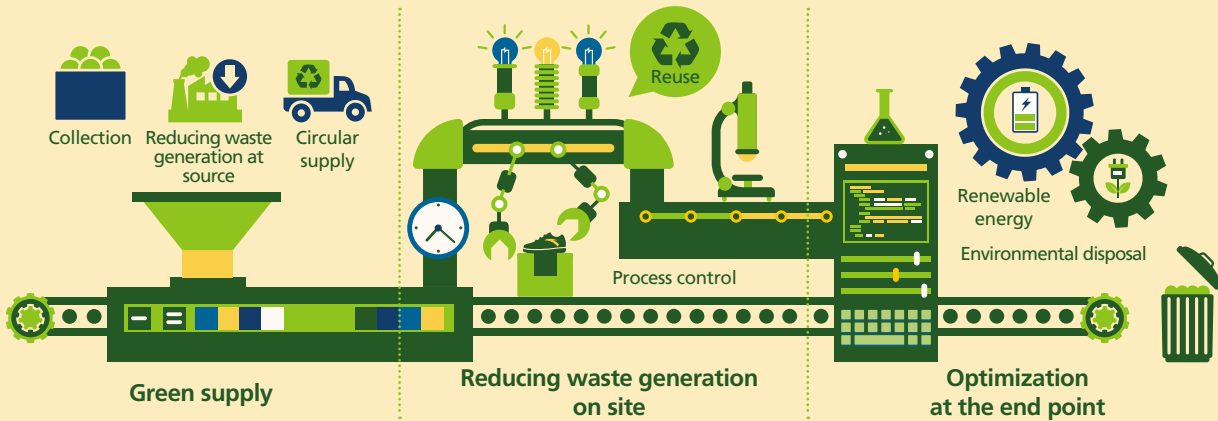 Collection
Reducing waste
generation at
source
Circular
supply
Green supply
Reuse
Process control
Reducing waste generation
on site
Renewable
energy
Environmental disposal
Optimization
at the end point